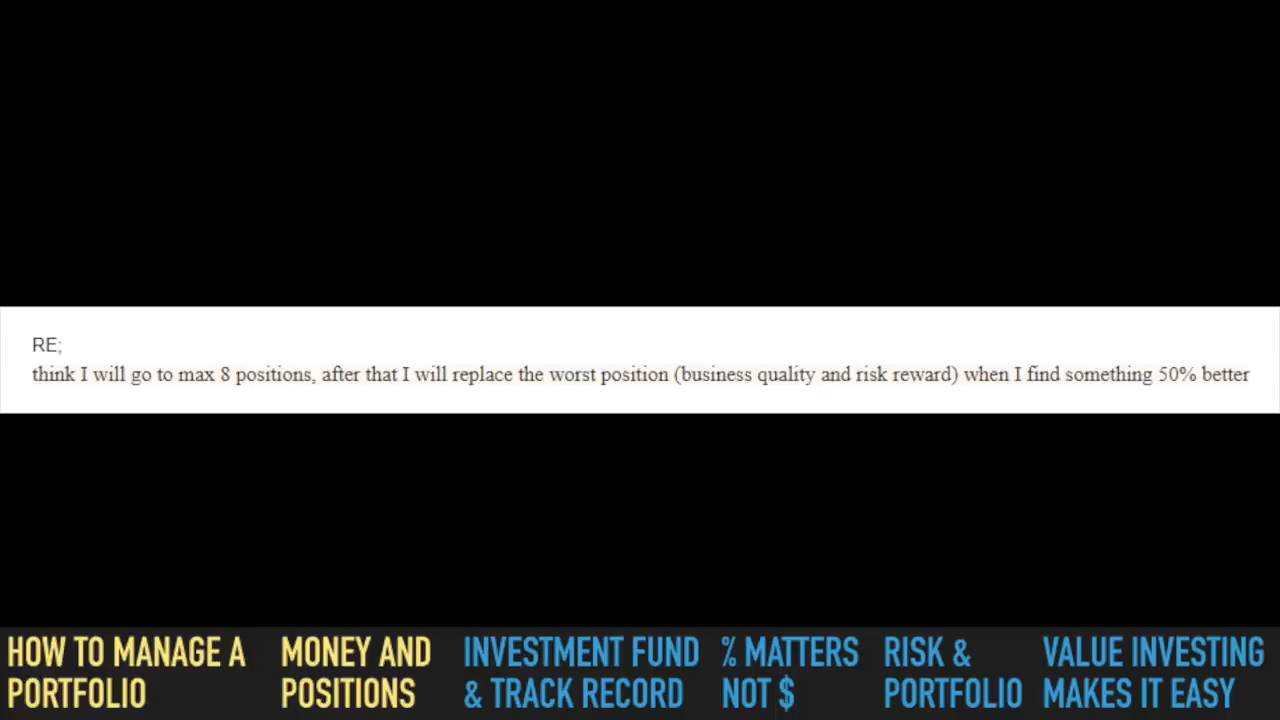 RE;
think I will go to max 8 positions, after that I will replace the worst position (business quality and risk reward) when I find something 50% better
HOW TO MANAGE A
PORTFOLIO
MONEY AND
POSITIONS
INVESTMENT FUND
& TRACK RECORD
% MATTERS
NOT $
RISK &
PORTFOLIO
VALUE INVESTING
MAKES IT EASY